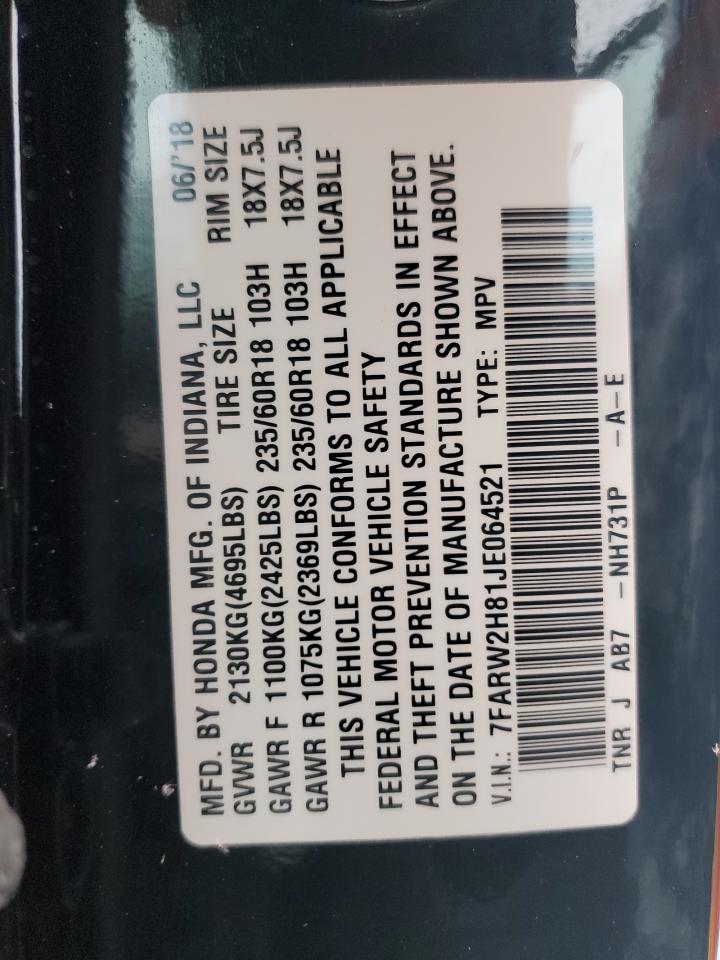 MFD. BY HONDA MFG. OF INDIANA, LLC 06/'18
GVWR 2130KG(4695LBS) TIRE SIZE RIM SIZE
GAWR F 1100KG(2425LBS) 235/60R18 103H 18X7.5J
GAWR R 1075KG(2369LBS) 235/60R18 103H 18X7.5J
THIS VEHICLE CONFORMS TO ALL APPLICABLE
FEDERAL MOTOR VEHICLE SAFETY
AND THEFT PREVENTION STANDARDS IN EFFECT
ON THE DATE OF MANUFACTURE SHOWN ABOVE.
V.I.N.: 7FARW2H81JE064521 TYPE: MPV
TNR J AB7 -NH731P -A-E